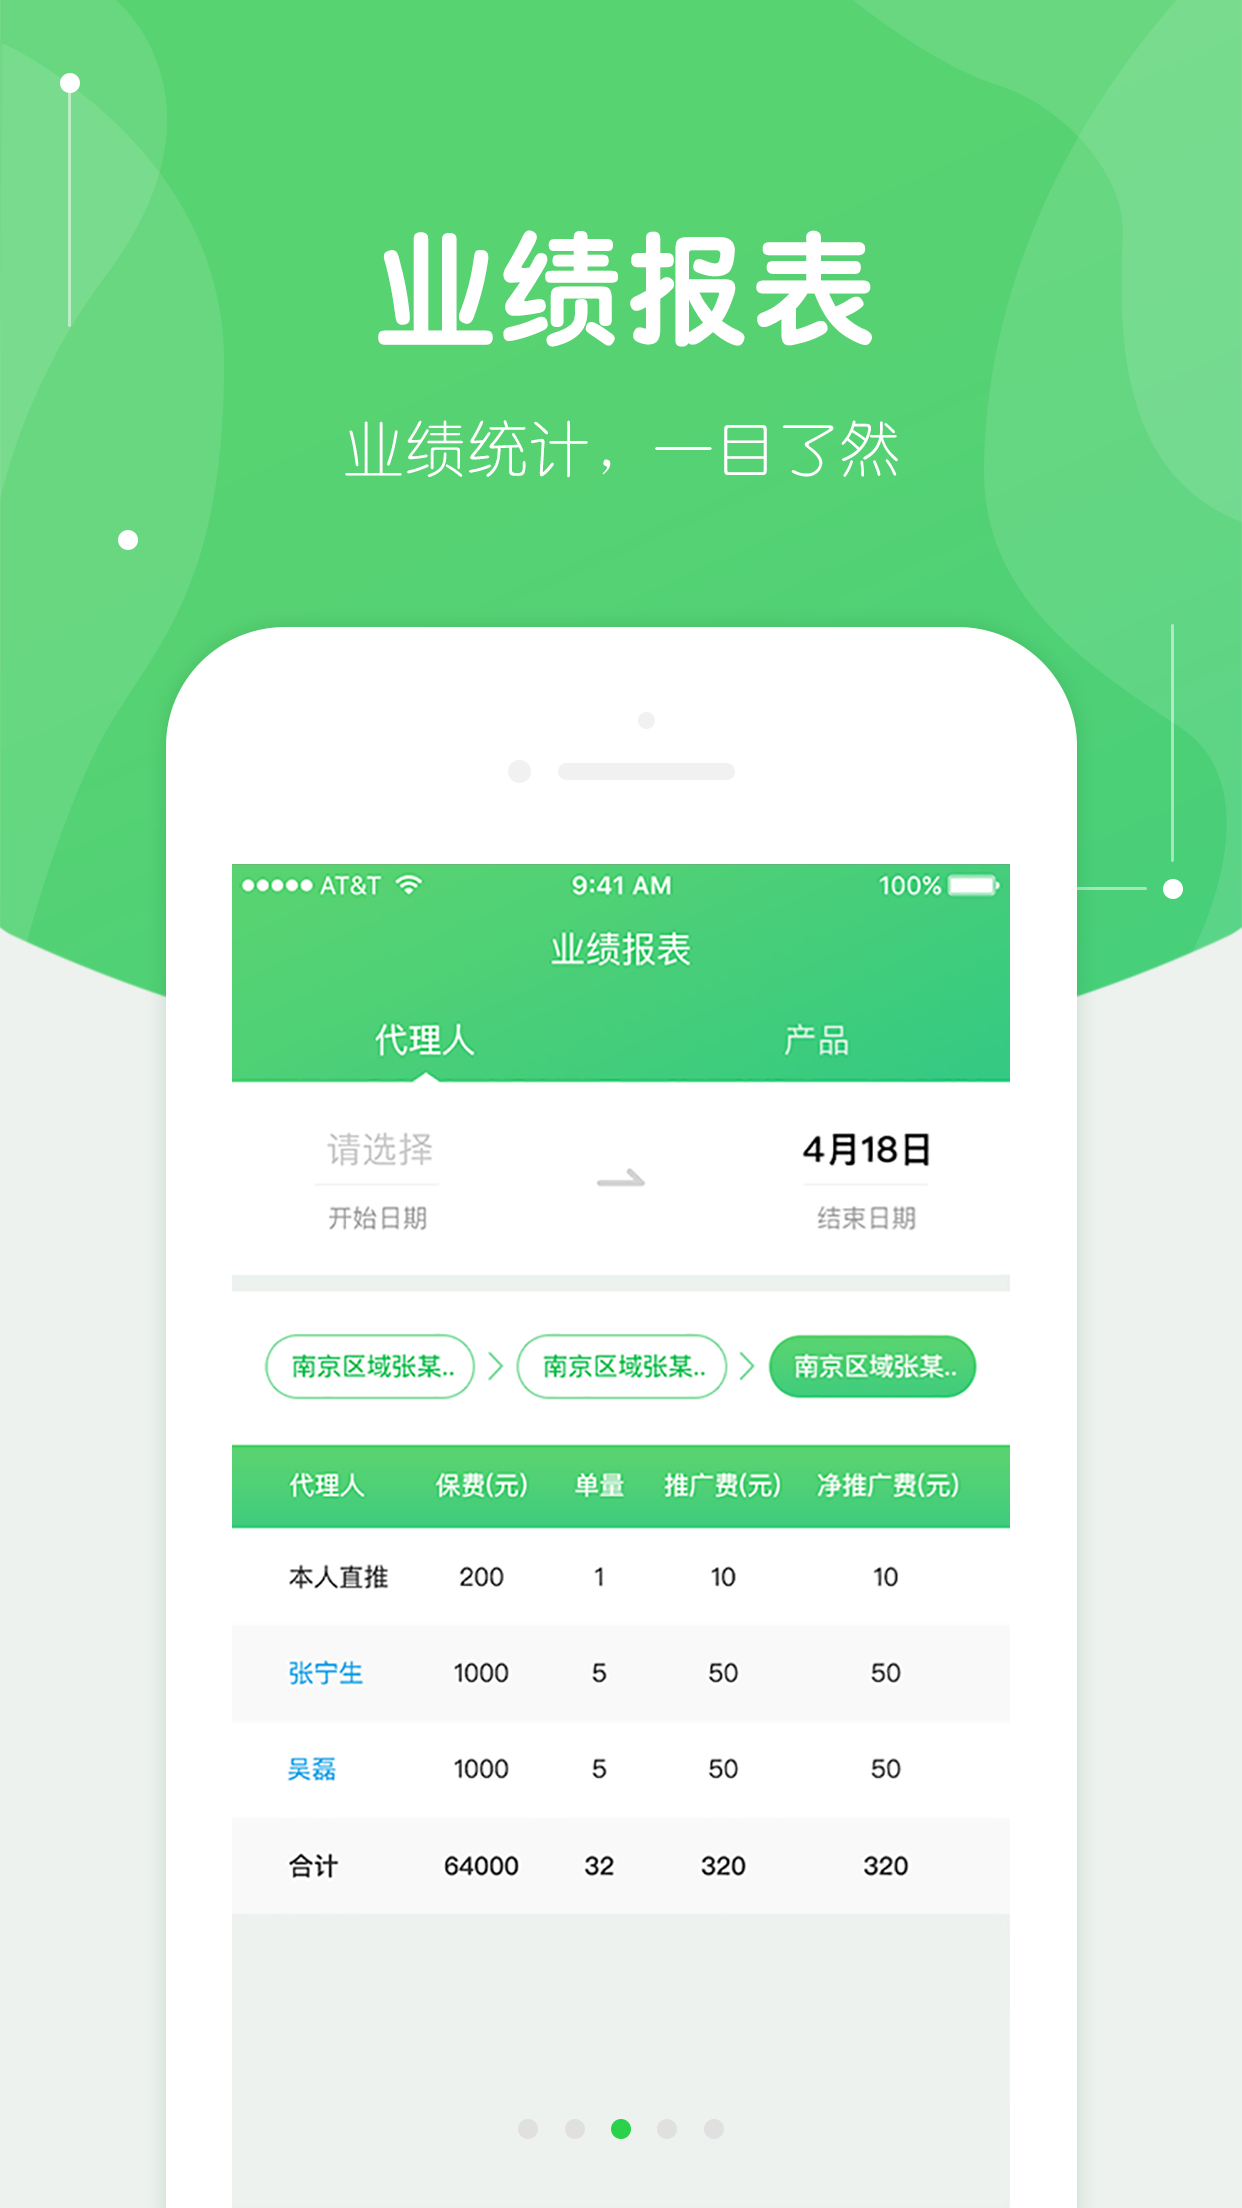 业绩报表
业绩统计，一目了然
AT&T 9:41 AM 100%
业绩报表
代理人 产品
请选择 4月18日
开始日期 结束日期
南京区域张某.. 南京区域张某.. 南京区域张某..
代理人 保费(元) 单量 推广费(元) 净推广费(元)
本人直推 200 1 10 10
张宁生 1000 5 50 50
吴磊 1000 5 50 50
合计 64000 32 320 320